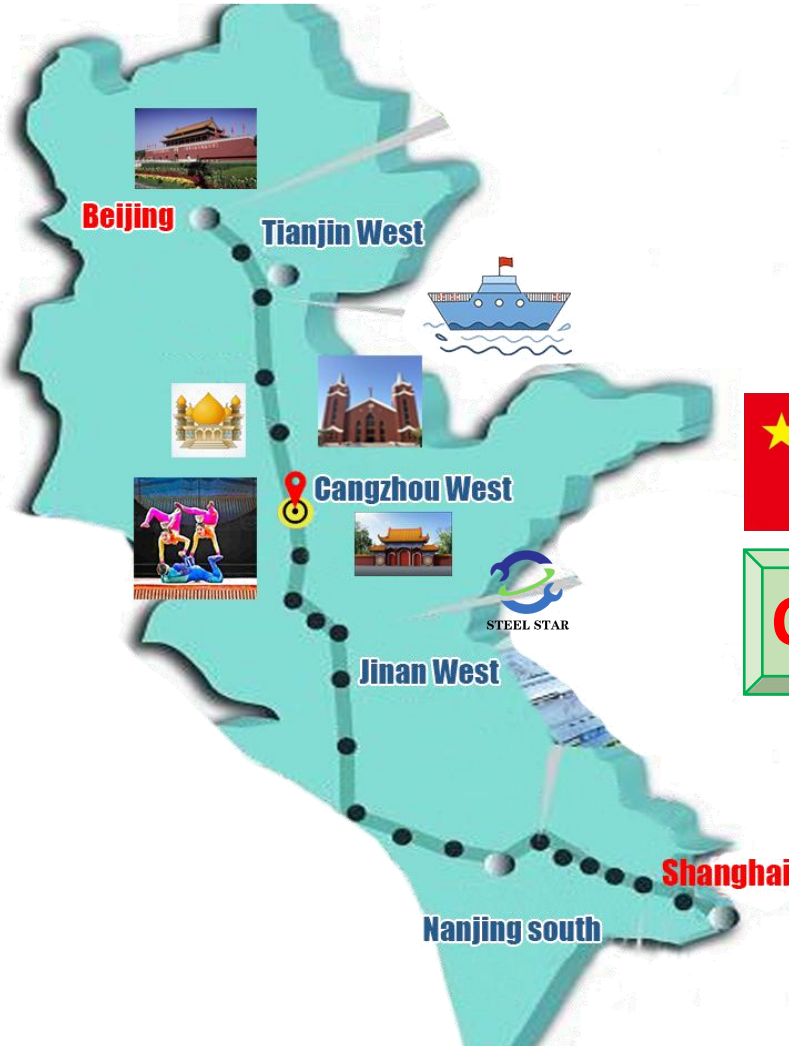 Beijing
Tianjin West
Cangzhou West
STEEL STAR
Jinan West
Shanghai
Nanjing south